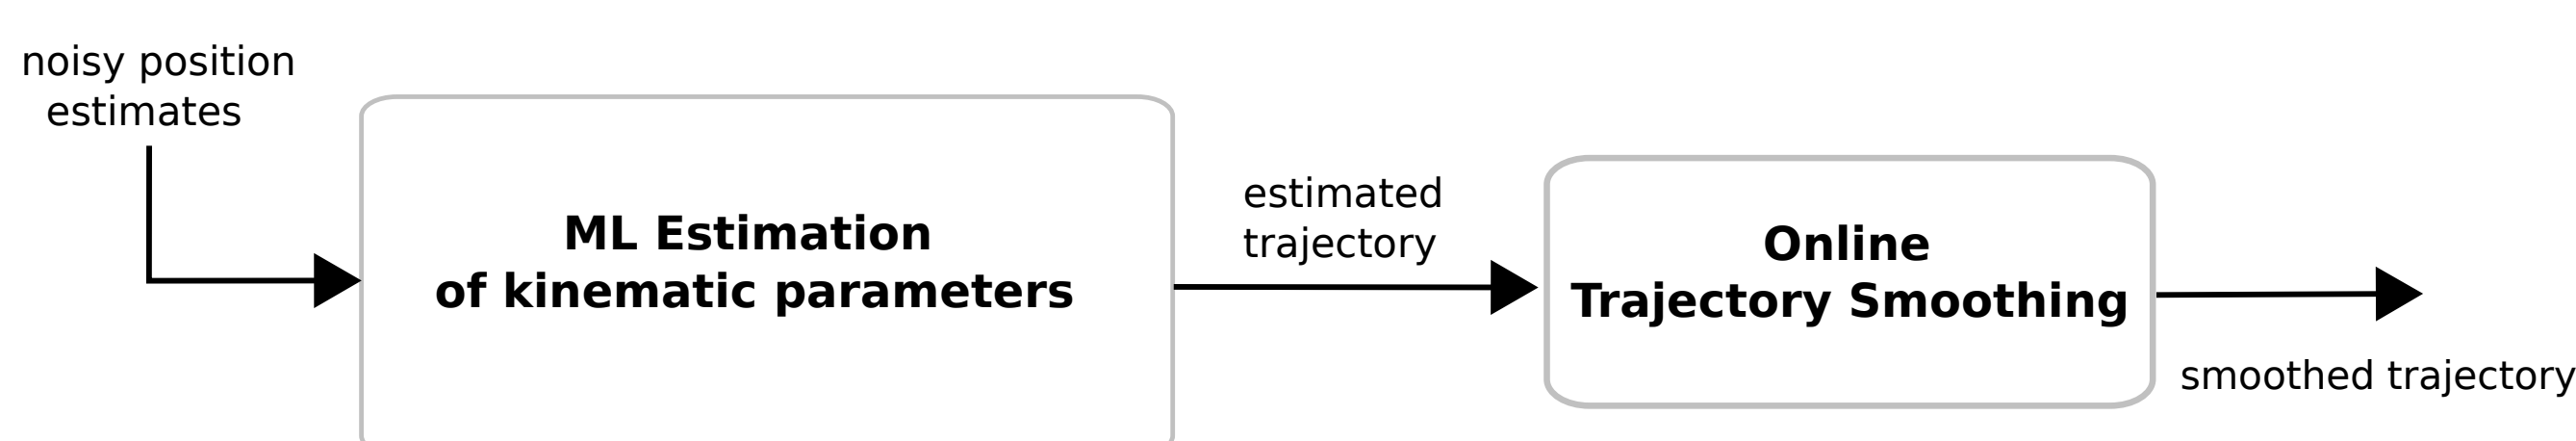 noisy position
estimates
ML Estimation
of kinematic parameters
estimated
trajectory
Online
Trajectory Smoothing
smoothed trajectory